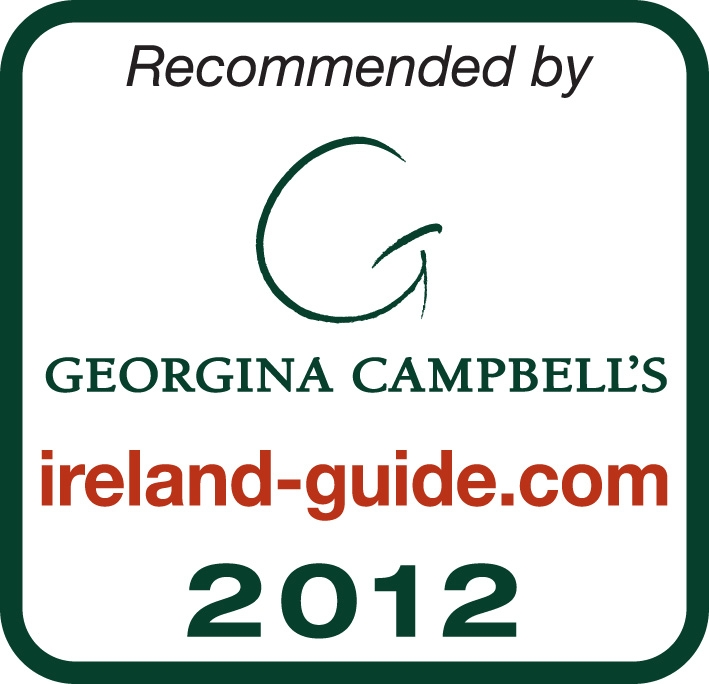 Recommended by
G
GEORGINA CAMPBELL'S
ireland-guide.com
2012